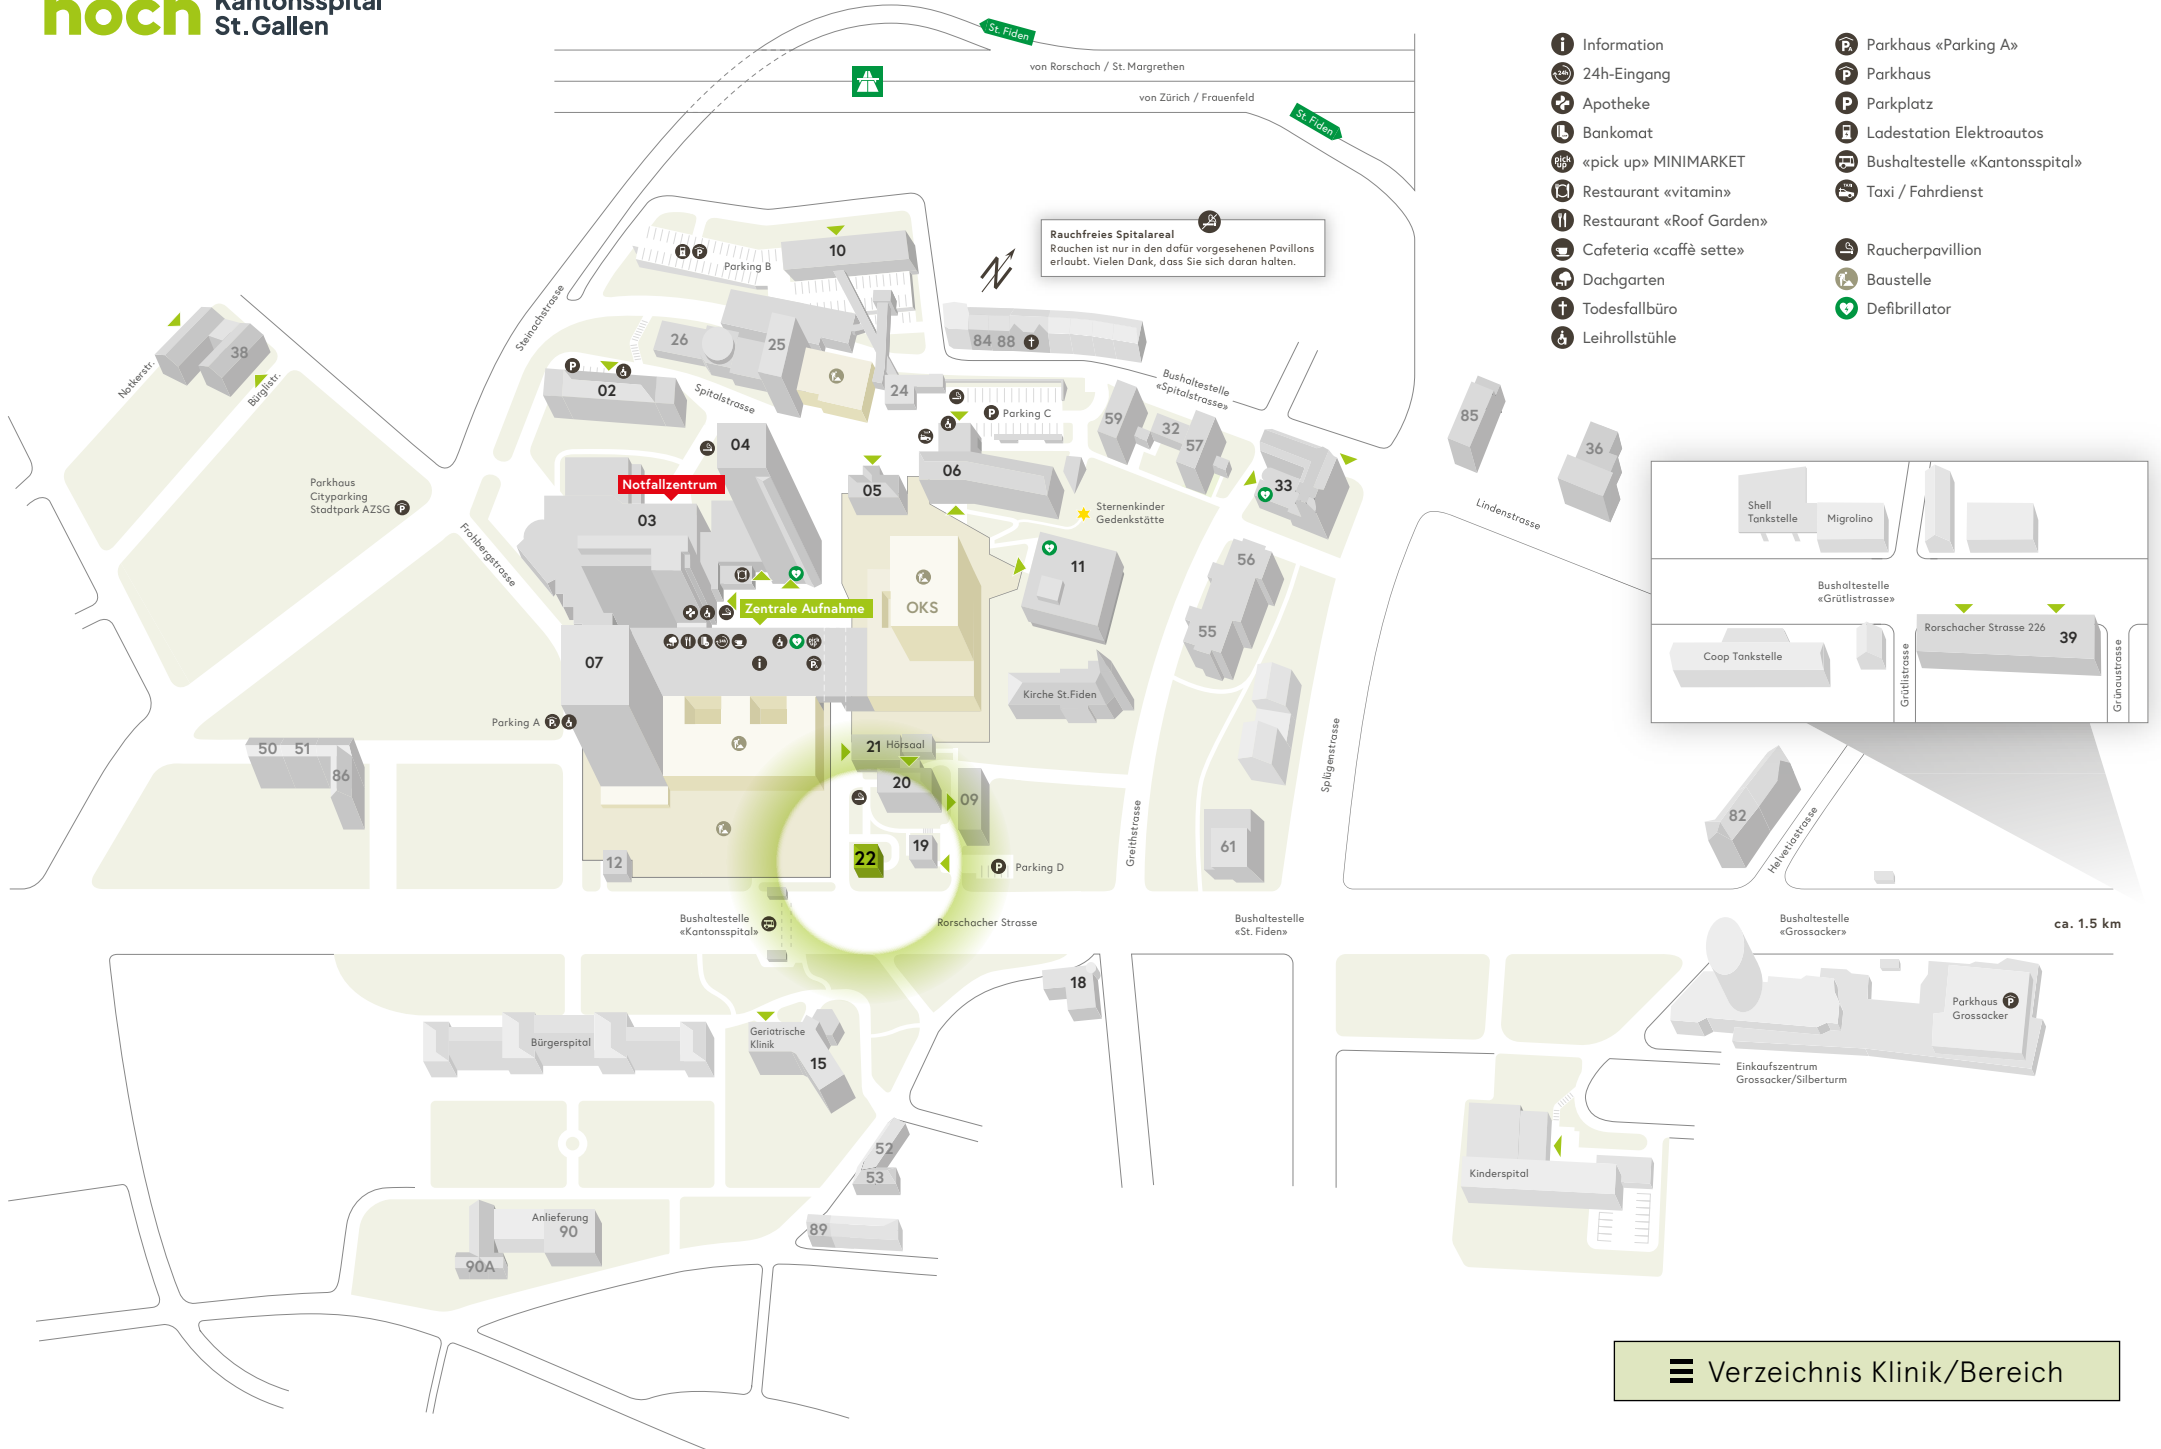 noch Kantonsspital
St.Gallen
St. Fiden
von Rorschach / St. Margrethen
von Zürich / Frauenfeld
St. Fiden
Information
24h-Eingang
Apotheke
Bankomat
«pick up» MINIMARKET
Restaurant «vitamin»
Restaurant «Roof Garden»
Cafeteria «caffè sette»
Dachgarten
Todesfallbüro
Leihrollstühle
Parkhaus «Parking A»
Parkhaus
Parkplatz
Ladestation Elektroautos
Bushaltestelle «Kantonsspital»
Taxi / Fahrdienst
Raucherpavillion
Baustelle
Defibrillator
Rauchfreies Spitalareal
Rauchen ist nur in den dafür vorgesehenen Pavillons
erlaubt. Vielen Dank, dass Sie sich daran halten.
N
10
Parking B
Steinachstrasse
26
25
84 88
38
Notkerstr.
Bürglistr.
02
Spitalstrasse
24
Bushaltestelle
«Spitalstrasse»
Parking C
59
32
57
85
36
04
06
05
33
Notfallzentrum
03
Parkhaus
Cityparking
Stadtpark AZSG
Frohbergstrasse
Sternenkinder
Gedenkstätte
Lindenstrasse
11
56
55
OKS
Zentrale Aufnahme
07
Kirche St.Fiden
Parking A
Shell
Tankstelle
Migrolino
Bushaltestelle
«Grütlistrasse»
Rorschacher Strasse 226
39
Coop Tankstelle
Grütlistrasse
Grünaustrasse
50 51
86
21 Hörsaal
20
09
19
22
12
Parking D
Greithstrasse
Splügenstrasse
61
82
Helvetiastrasse
Bushaltestelle
«Kantonsspital»
Rorschacher Strasse
Bushaltestelle
«St. Fiden»
Bushaltestelle
«Grossacker»
ca. 1.5 km
18
Parkhaus
Grossacker
Einkaufszentrum
Grossacker/Silberturm
Bürgerspital
Geriatrische
Klinik
15
52
53
89
Kinderspital
Anlieferung
90
90A
Verzeichnis Klinik/Bereich